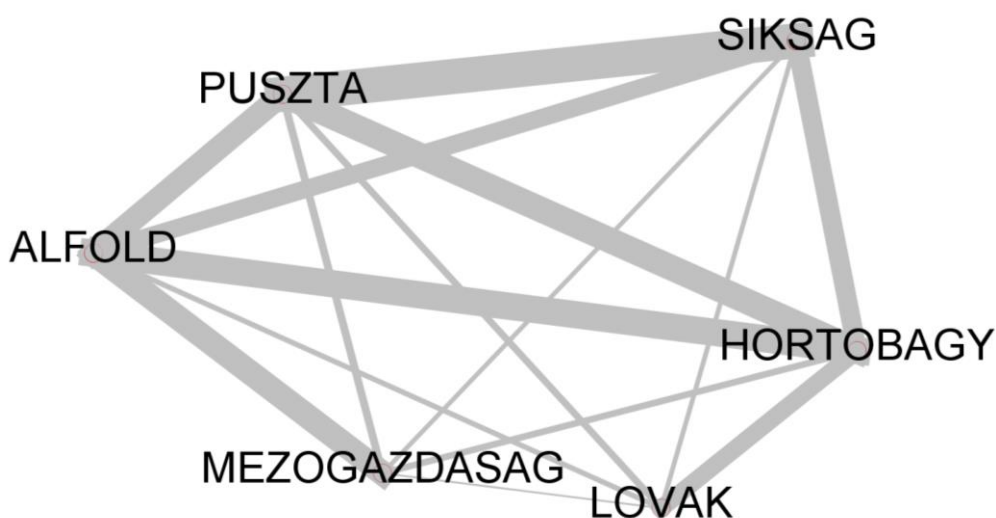 SIKSAG
PUSZTA
ALFOLD
HORTOBAGY
MEZOGAZDASAG
LOVAK